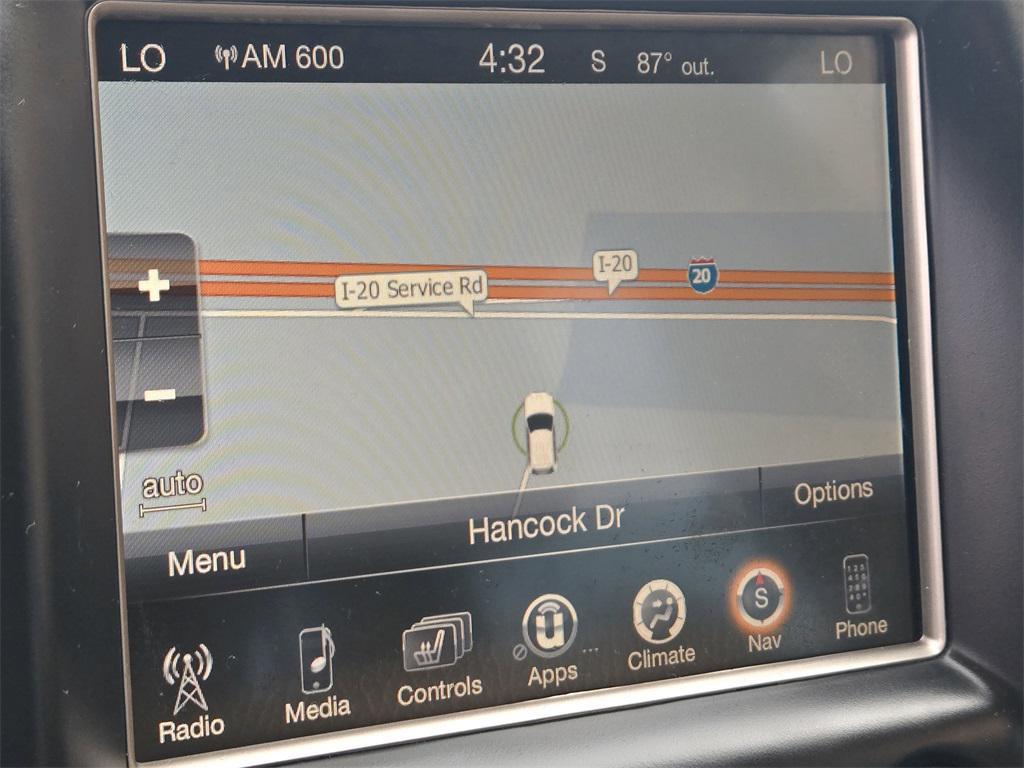 LO AM 600 4:32 S 87° out. LO
I-20
20
I-20 Service Rd
auto
Hancock Dr
Options
Menu
S
Radio Media Controls Apps Climate Nav Phone